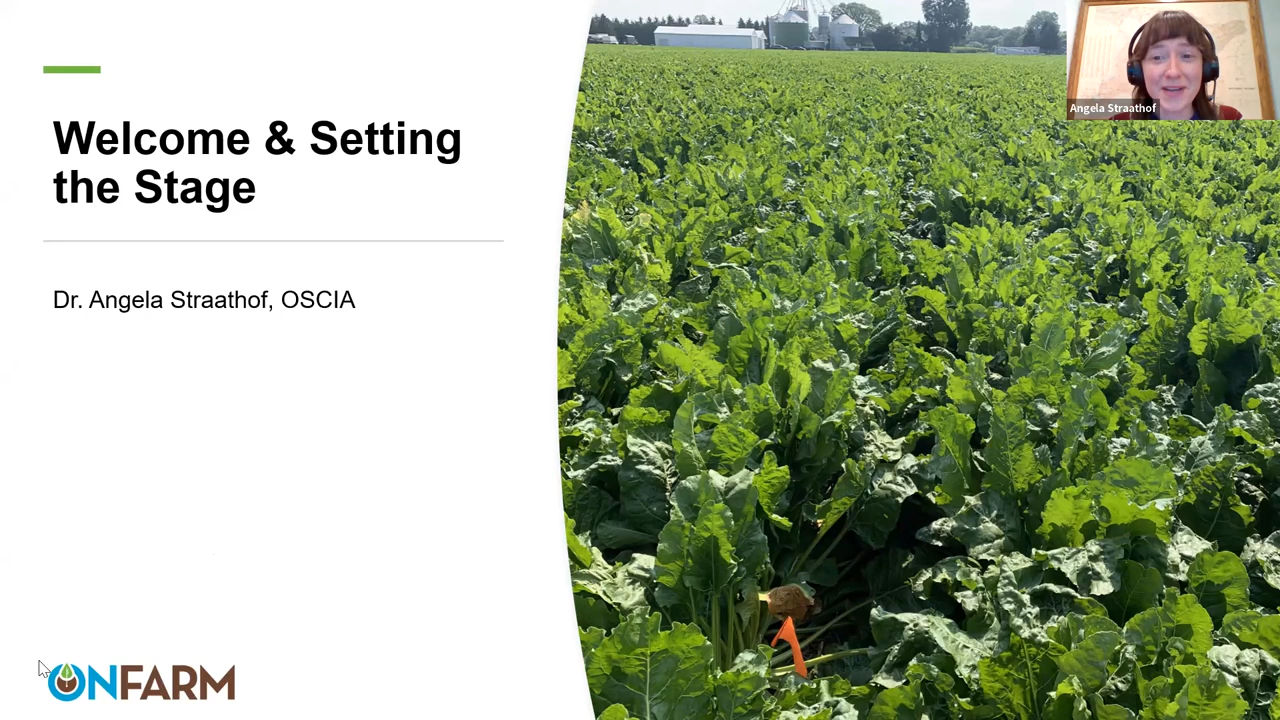 Welcome & Setting
the Stage
Dr. Angela Straathof, OSCIA
ONFARM
Angela Straathof